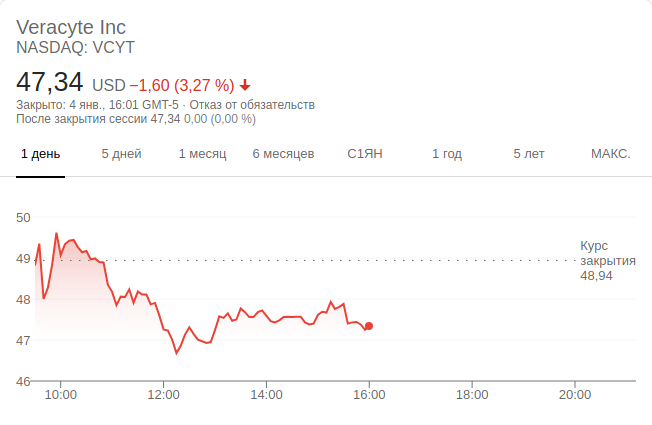 Veracyte Inc
NASDAQ: VCYT
47,34 USD −1,60 (3,27 %)
Закрыто: 4 янв., 16:01 GMT-5 · Отказ от обязательств
После закрытия сессии 47,34 0,00 (0,00 %)
1 день 5 дней 1 месяц 6 месяцев С1ЯН 1 год 5 лет МАКС.
50
49
48
47
46
Курс
закрытия
48,94
10:00 12:00 14:00 16:00 18:00 20:00